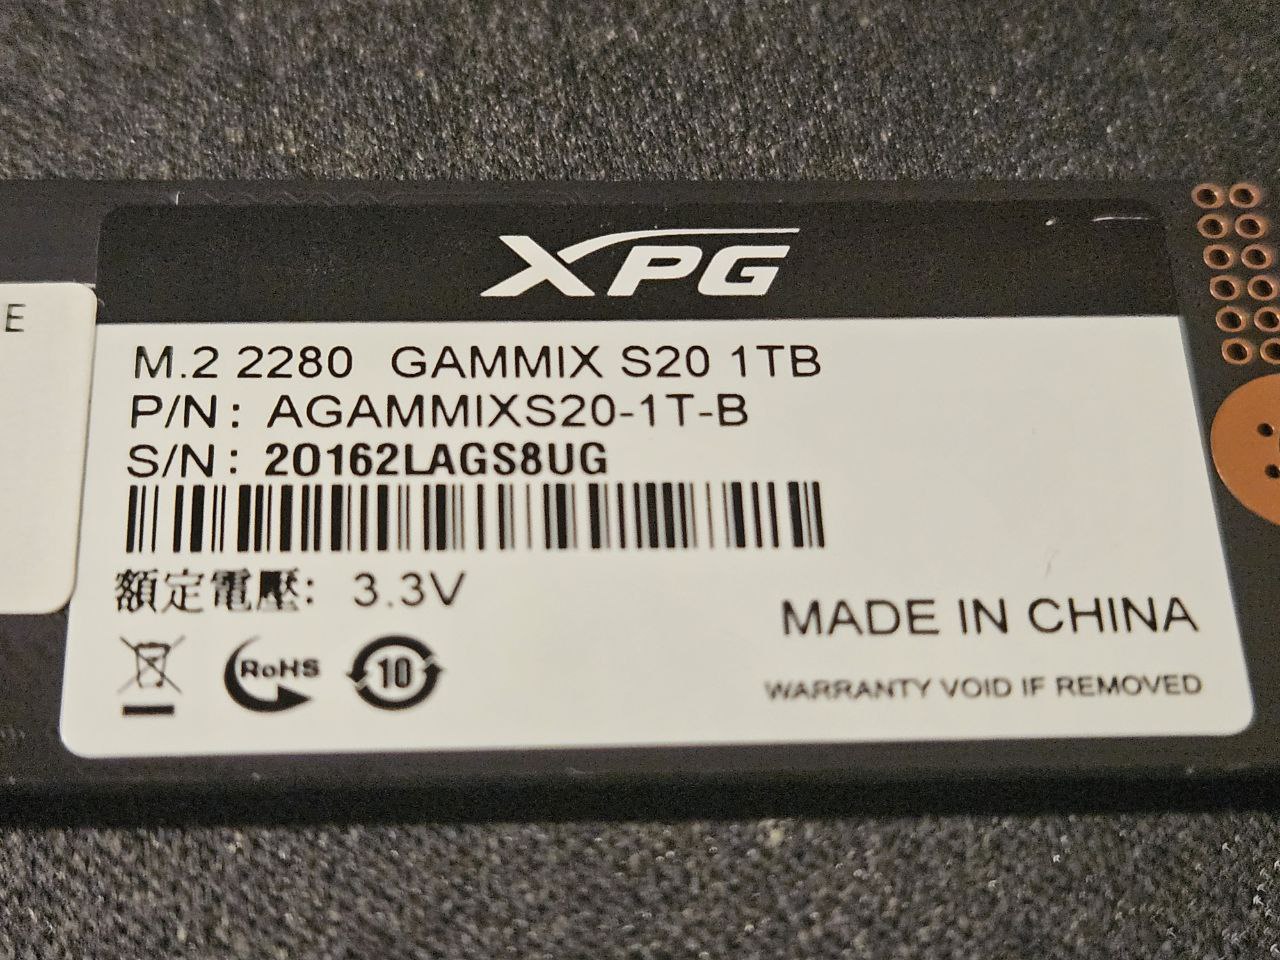 XPG
E
M.2 2280 GAMMIX S20 1TB
P/N: AGAMMIXS20-1T-B
S/N: 20162LAGS8UG
額定電壓: 3.3V
MADE IN CHINA
RoHS
10
WARRANTY VOID IF REMOVED